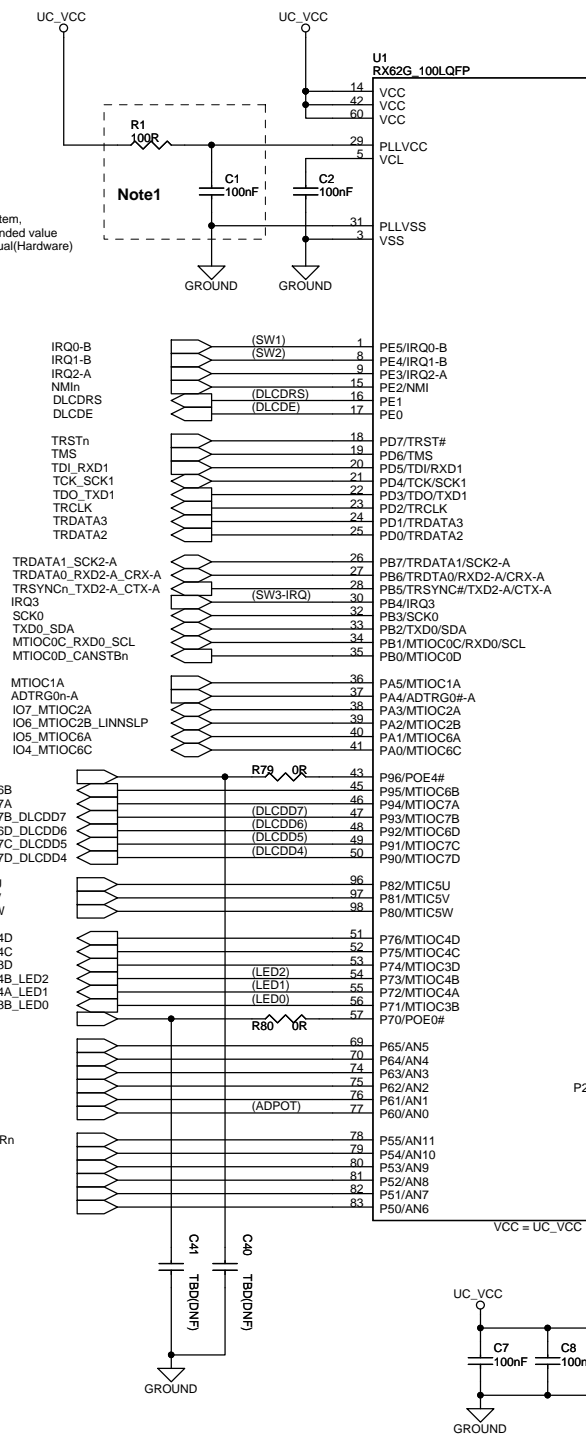 UC_VCC
UC_VCC
U1
RX62G_100LQFP
14 VCC
42 VCC
60 VCC
R1
100R
29 PLLVCC
5 VCL
C1
100nF
C2
100nF
Note1
tem,
nded value
ual(Hardware)
31 PLLVSS
3 VSS
GROUND
GROUND
IRQ0-B (SW1) 1 PE5/IRQ0-B
IRQ1-B (SW2) 8 PE4/IRQ1-B
IRQ2-A 9 PE3/IRQ2-A
NMIn 15 PE2/NMI
DLCDRS (DLCDRS) 16 PE1
DLCDE (DLCDE) 17 PE0
TRSTn 18 PD7/TRST#
TMS 19 PD6/TMS
TDI_RXD1 20 PD5/TDI/RXD1
TCK_SCK1 21 PD4/TCK/SCK1
TDO_TXD1 22 PD3/TDO/TXD1
TRCLK 23 PD2/TRCLK
TRDATA3 24 PD1/TRDATA3
TRDATA2 25 PD0/TRDATA2
TRDATA1_SCK2-A 26 PB7/TRDATA1/SCK2-A
TRDATA0_RXD2-A_CRX-A 27 PB6/TRDTA0/RXD2-A/CRX-A
TRSYNCn_TXD2-A_CTX-A 28 PB5/TRSYNC#/TXD2-A/CTX-A
IRQ3 (SW3-IRQ) 30 PB4/IRQ3
SCK0 32 PB3/SCK0
TXD0_SDA 33 PB2/TXD0/SDA
MTIOC0C_RXD0_SCL 34 PB1/MTIOC0C/RXD0/SCL
MTIOC0D_CANSTBn 35 PB0/MTIOC0D
MTIOC1A 36 PA5/MTIOC1A
ADTRG0n-A 37 PA4/ADTRG0#-A
IO7_MTIOC2A 38 PA3/MTIOC2A
IO6_MTIOC2B_LINNSLP 39 PA2/MTIOC2B
IO5_MTIOC6A 40 PA1/MTIOC6A
IO4_MTIOC6C 41 PA0/MTIOC6C
R79 0R 43 P96/POE4#
6B 45 P95/MTIOC6B
7A 46 P94/MTIOC7A
7B_DLCDD7 (DLCDD7) 47 P93/MTIOC7B
6D_DLCDD6 (DLCDD6) 48 P92/MTIOC6D
7C_DLCDD5 (DLCDD5) 49 P91/MTIOC7C
7D_DLCDD4 (DLCDD4) 50 P90/MTIOC7D
96 P82/MTIC5U
97 P81/MTIC5V
98 P80/MTIC5W
4D 51 P76/MTIOC4D
4C 52 P75/MTIOC4C
3D 53 P74/MTIOC3D
4B_LED2 (LED2) 54 P73/MTIOC4B
4A_LED1 (LED1) 55 P72/MTIOC4A
3B_LED0 (LED0) 56 P71/MTIOC3B
R80 0R 57 P70/POE0#
69 P65/AN5
70 P64/AN4
74 P63/AN3
75 P62/AN2
76 P61/AN1
(ADPOT) 77 P60/AN0
P2
Rn 78 P55/AN11
79 P54/AN10
80 P53/AN9
81 P52/AN8
82 P51/AN7
83 P50/AN6
VCC = UC_VCC
C41
TBD(DNF)
C40
TBD(DNF)
GROUND
UC_VCC
C7
100nF
C8
100n
GROUND